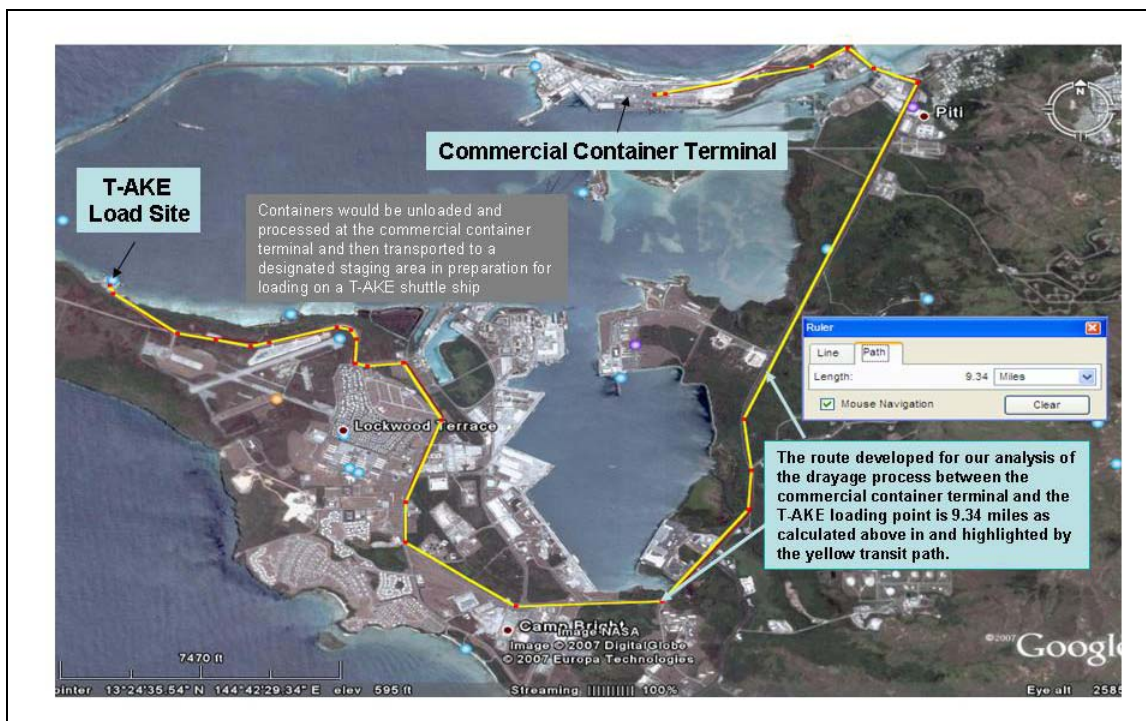 Commercial Container Terminal
Piti
N
T-AKE
Load Site
Containers would be unloaded and
processed at the commercial container
terminal and then transported to a
designated staging area in preparation for
loading on a T-AKE shuttle ship
Ruler
Line
Path
Length:
9.34
Miles
Mouse Navigation
Clear
Lockwood Terrace
The route developed for our analysis of
the drayage process between the
commercial container terminal and the
T-AKE loading point is 9.34 miles as
calculated above in and highlighted by
the yellow transit path.
Camp Bright
Image NASA
Image © 2007 DigitalGlobe
© 2007 Europa Technologies
©2007 Google
7470 ft
ointer 13°24'35.54" N 144°42'29.34" E elev 595 ft
Streaming 100%
Eye alt 2585